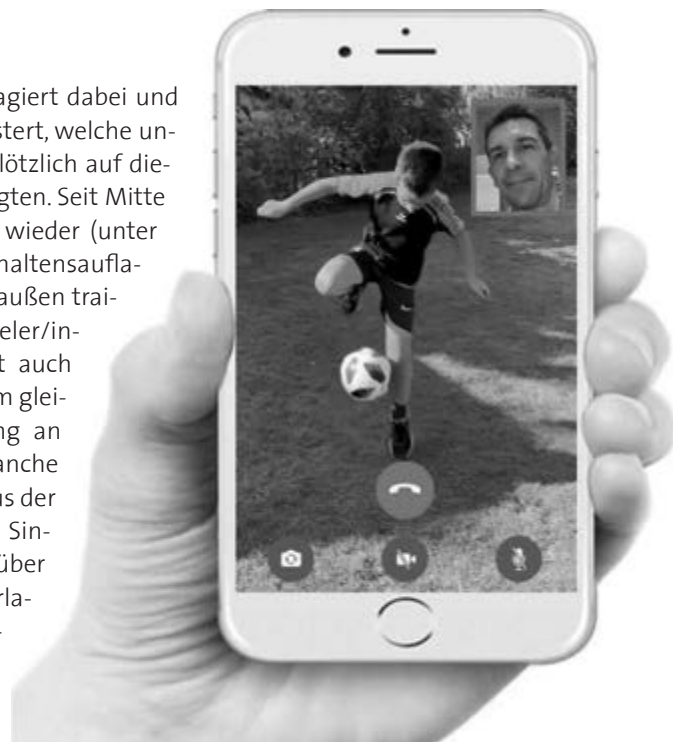 agiert dabei und
stert, welche un-
lötzlich auf die-
gten. Seit Mitte
wieder (unter
haltensaufla-
außen trai-
eler/in-
t auch
m glei-
ng an
anche
us der
Sin-
über
rla-
-